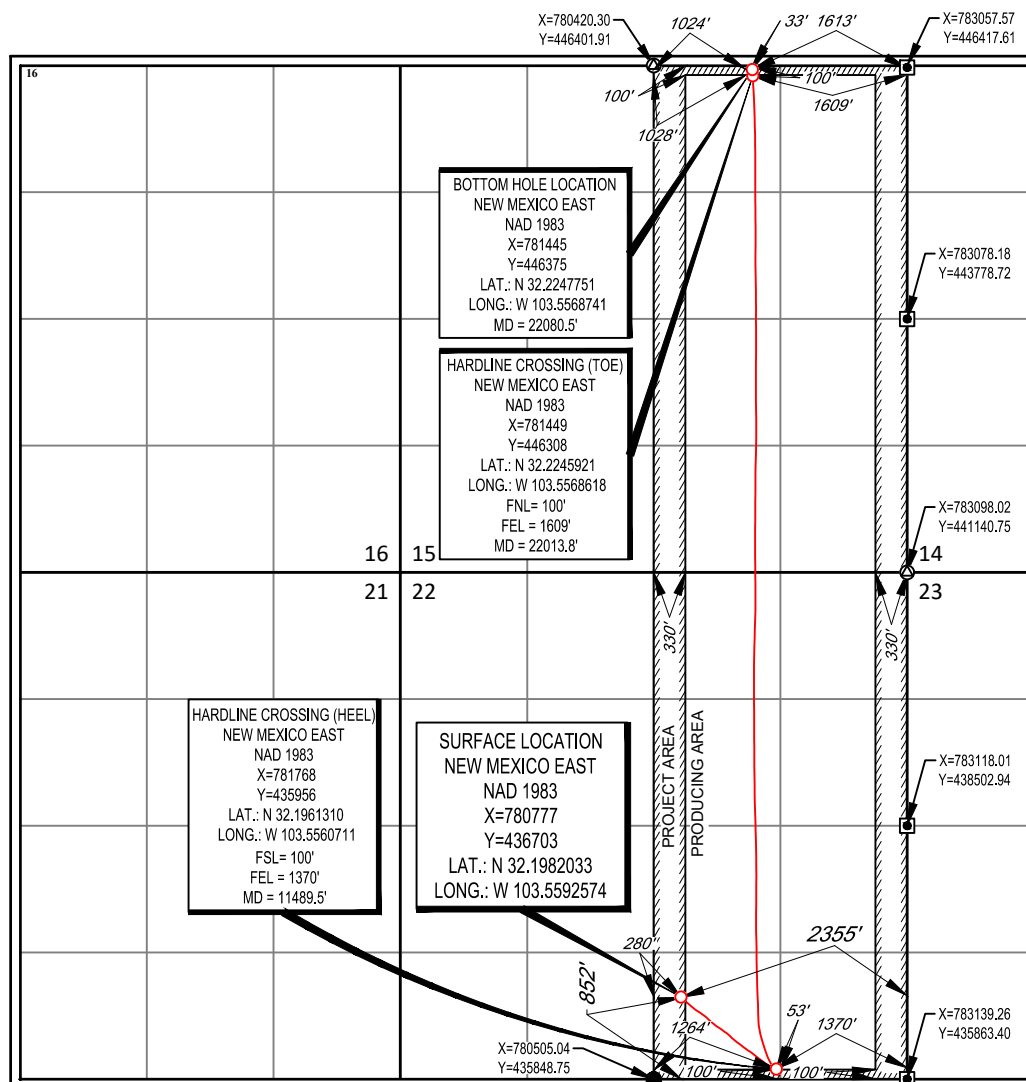 X=780420.30
Y=446401.91
1024'
33'
1613'
X=783057.57
Y=446417.61
16
100'
100'
1028'
1609'
BOTTOM HOLE LOCATION
NEW MEXICO EAST
NAD 1983
X=781445
Y=446375
LAT.: N 32.2247751
LONG.: W 103.5568741
MD = 22080.5'
X=783078.18
Y=443778.72
HARDLINE CROSSING (TOE)
NEW MEXICO EAST
NAD 1983
X=781449
Y=446308
LAT.: N 32.2245921
LONG.: W 103.5568618
FNL= 100'
FEL = 1609'
MD = 22013.8'
X=783098.02
Y=441140.75
16 15 14
21 22 23
330'
330'
HARDLINE CROSSING (HEEL)
NEW MEXICO EAST
NAD 1983
X=781768
Y=435956
LAT.: N 32.1961310
LONG.: W 103.5560711
FSL= 100'
FEL = 1370'
MD = 11489.5'
SURFACE LOCATION
NEW MEXICO EAST
NAD 1983
X=780777
Y=436703
LAT.: N 32.1982033
LONG.: W 103.5592574
PROJECT AREA
PRODUCING AREA
X=783118.01
Y=438502.94
280'
2355'
852'
1264'
53'
1370'
X=783139.26
Y=435863.40
X=780505.04
Y=435848.75
100'
100'